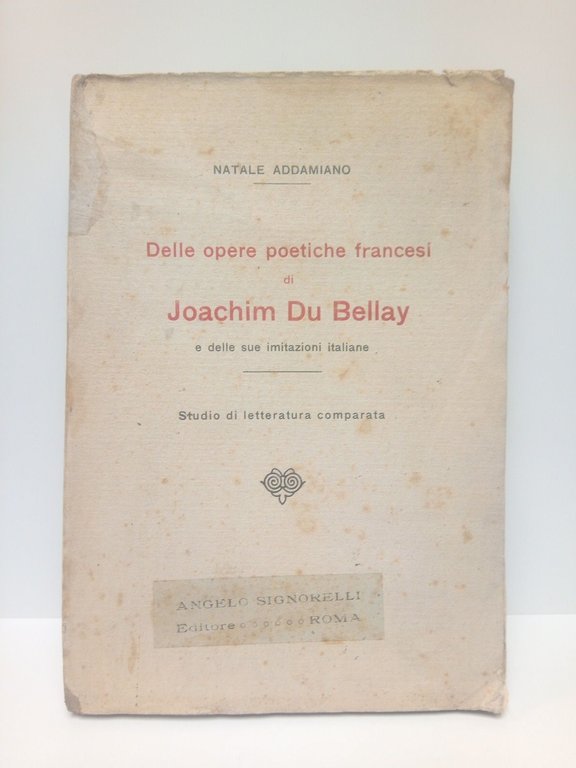 NATALE ADDAMIANO
Delle opere poetiche francesi
di
Joachim Du Bellay
e delle sue imitazioni italiane
Studio di letteratura comparata
ANGELO SIGNORELLI
Editore ○○○○○○ ROMA